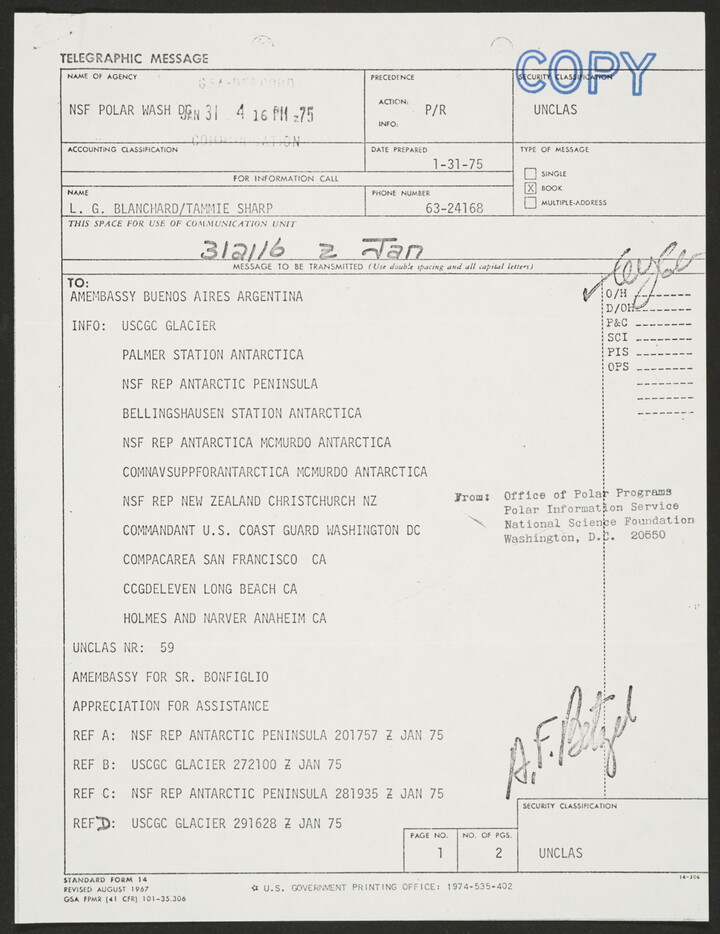 TELEGRAPHIC MESSAGE
COPY
NAME OF AGENCY
NSF POLAR WASH DC
JAN 31 4 16 PM '75
PRECEDENCE
ACTION: P/R
INFO:
SECURITY CLASSIFICATION
UNCLAS
ACCOUNTING CLASSIFICATION
DATE PREPARED
1-31-75
TYPE OF MESSAGE
SINGLE
X BOOK
MULTIPLE-ADDRESS
FOR INFORMATION CALL
NAME
L. G. BLANCHARD/TAMMIE SHARP
PHONE NUMBER
63-24168
THIS SPACE FOR USE OF COMMUNICATION UNIT
312116 Z Jan
MESSAGE TO BE TRANSMITTED (Use double spacing and all capital letters)
TO:
AMEMBASSY BUENOS AIRES ARGENTINA
INFO: USCGC GLACIER
PALMER STATION ANTARCTICA
NSF REP ANTARCTIC PENINSULA
BELLINGSHAUSEN STATION ANTARCTICA
NSF REP ANTARCTICA MCMURDO ANTARCTICA
COMNAVSUPPFORANTARCTICA MCMURDO ANTARCTICA
NSF REP NEW ZEALAND CHRISTCHURCH NZ
COMMANDANT U.S. COAST GUARD WASHINGTON DC
COMPACAREA SAN FRANCISCO CA
CCGDELEVEN LONG BEACH CA
HOLMES AND NARVER ANAHEIM CA
O/H
D/OH
P&C
SCI
PIS
OPS
From: Office of Polar Programs
Polar Information Service
National Science Foundation
Washington, D.C. 20550
UNCLAS NR: 59
AMEMBASSY FOR SR. BONFIGLIO
APPRECIATION FOR ASSISTANCE
REF A: NSF REP ANTARCTIC PENINSULA 201757 Z JAN 75
REF B: USCGC GLACIER 272100 Z JAN 75
REF C: NSF REP ANTARCTIC PENINSULA 281935 Z JAN 75
REF D: USCGC GLACIER 291628 Z JAN 75
A.F. Betzel
PAGE NO.
1
NO. OF PGS.
2
SECURITY CLASSIFICATION
UNCLAS
STANDARD FORM 14
REVISED AUGUST 1967
GSA FPMR (41 CFR) 101-35.306
☆ U.S. GOVERNMENT PRINTING OFFICE: 1974-535-402
14-306